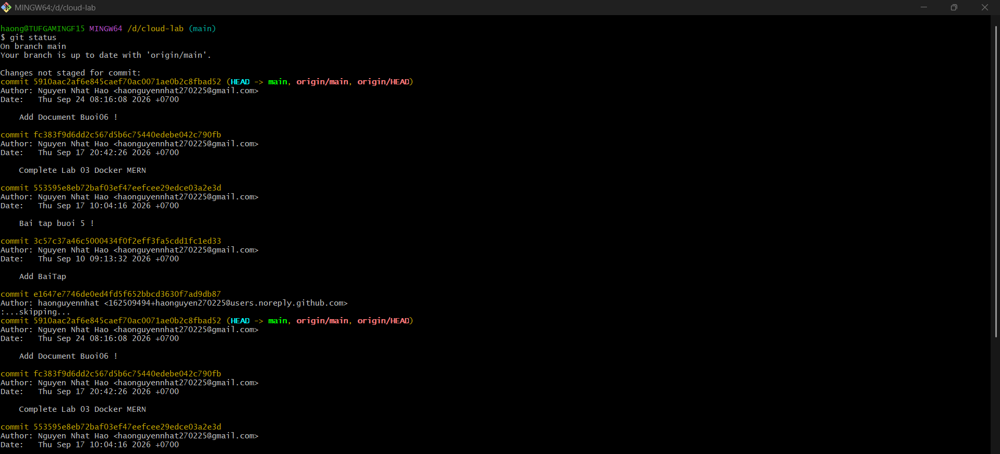 MINGW64:/d/cloud-lab
haong@TUFGAMINGF15 MINGW64 /d/cloud-lab (main)
$ git status
On branch main
Your branch is up to date with 'origin/main'.
Changes not staged for commit:
commit 5910aac2af6e845caef70ac0071ae0b2c8fbad52 (HEAD -> main, origin/main, origin/HEAD)
Author: Nguyen Nhat Hao <haonguyennhat270225@gmail.com>
Date:   Thu Sep 24 08:16:08 2026 +0700
    Add Document Buoi06 !
commit fc383f9d6dd2c567d5b6c75440edebe042c790fb
Author: Nguyen Nhat Hao <haonguyennhat270225@gmail.com>
Date:   Thu Sep 17 20:42:26 2026 +0700
    Complete Lab 03 Docker MERN
commit 553595e8eb72baf03ef47eefcee29edce03a2e3d
Author: Nguyen Nhat Hao <haonguyennhat270225@gmail.com>
Date:   Thu Sep 17 10:04:16 2026 +0700
    Bai tap buoi 5 !
commit 3c57c37a46c5000434f0f2eff3fa5cdd1fc1ed33
Author: Nguyen Nhat Hao <haonguyennhat270225@gmail.com>
Date:   Thu Sep 10 09:13:32 2026 +0700
    Add BaiTap
commit e1647e7746de0ed4fd5f652bbcd3630f7ad9db87
Author: haonguyennhat <162509494+haonguyen270225@users.noreply.github.com>
:...skipping...
commit 5910aac2af6e845caef70ac0071ae0b2c8fbad52 (HEAD -> main, origin/main, origin/HEAD)
Author: Nguyen Nhat Hao <haonguyennhat270225@gmail.com>
Date:   Thu Sep 24 08:16:08 2026 +0700
    Add Document Buoi06 !
commit fc383f9d6dd2c567d5b6c75440edebe042c790fb
Author: Nguyen Nhat Hao <haonguyennhat270225@gmail.com>
Date:   Thu Sep 17 20:42:26 2026 +0700
    Complete Lab 03 Docker MERN
commit 553595e8eb72baf03ef47eefcee29edce03a2e3d
Author: Nguyen Nhat Hao <haonguyennhat270225@gmail.com>
Date:   Thu Sep 17 10:04:16 2026 +0700